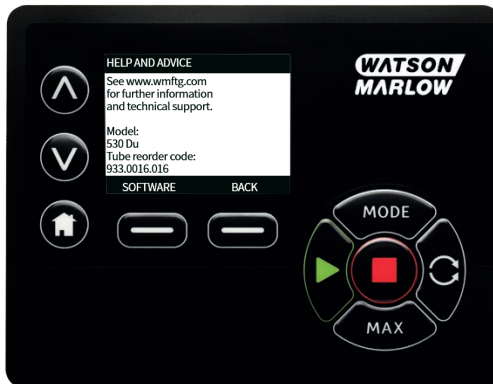 HELP AND ADVICE
See www.wmftg.com
for further information
and technical support.
Model:
530 Du
Tube reorder code:
933.0016.016
SOFTWARE BACK
WATSON
MARLOW
MODE
MAX